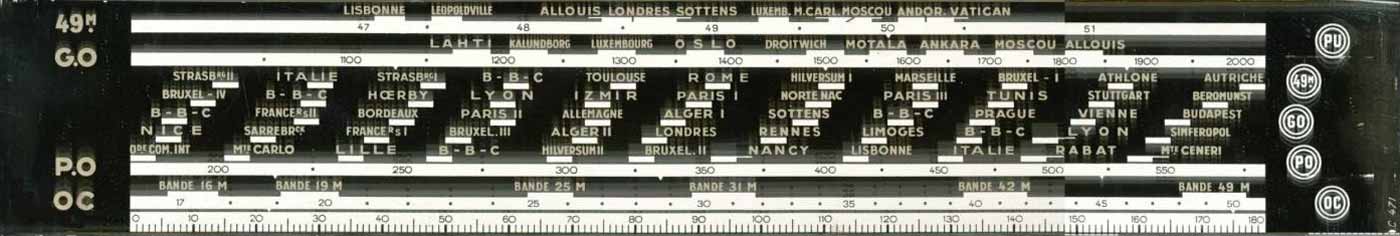 49M. LISBONNE LEOPOLDVILLE ALLOUIS LONDRES SOTTENS LUXEMB. M.CARL. MOSCOU ANDOR. VATICAN
47 48 49 50 51
G.O LAHTI KALUNDBORG LUXEMBOURG OSLO DROITWICH MOTALA ANKARA MOSCOU ALLOUIS
1100 1200 1300 1400 1500 1600 1700 1800 1900 2000
STRASBRG II ITALIE STRASBRG I B-B-C TOULOUSE ROME HILVERSUM I MARSEILLE BRUXEL-I ATHLONE AUTRICHE
BRUXEL-IV B-B-C HŒRBY LYON IZMIR PARIS I NORTE NAC PARIS III TUNIS STUTTGART BEROMUNST
B-B-C FRANCE RS II BORDEAUX PARIS II ALLEMAGNE ALGER I SOTTENS B-B-C PRAGUE VIENNE BUDAPEST
NICE SARREBRCK FRANCE RS I BRUXEL.III ALGER II LONDRES RENNES LIMOGES B-B-C LYON SIMFEROPOL
COM.INT MTE CARLO LILLE B-B-C HILVERSUM II BRUXEL.II NANCY LISBONNE ITALIE RABAT MTE CENERI
P.O 200 250 300 350 400 450 500 550
BANDE 16 M BANDE 19 M BANDE 25 M BANDE 31 M BANDE 42 M BANDE 49 M
OC 17 20 25 30 35 40 45 50
0 10 20 30 40 50 60 70 80 90 100 110 120 130 140 150 160 170 180
PU
49M
GO
PO
OC